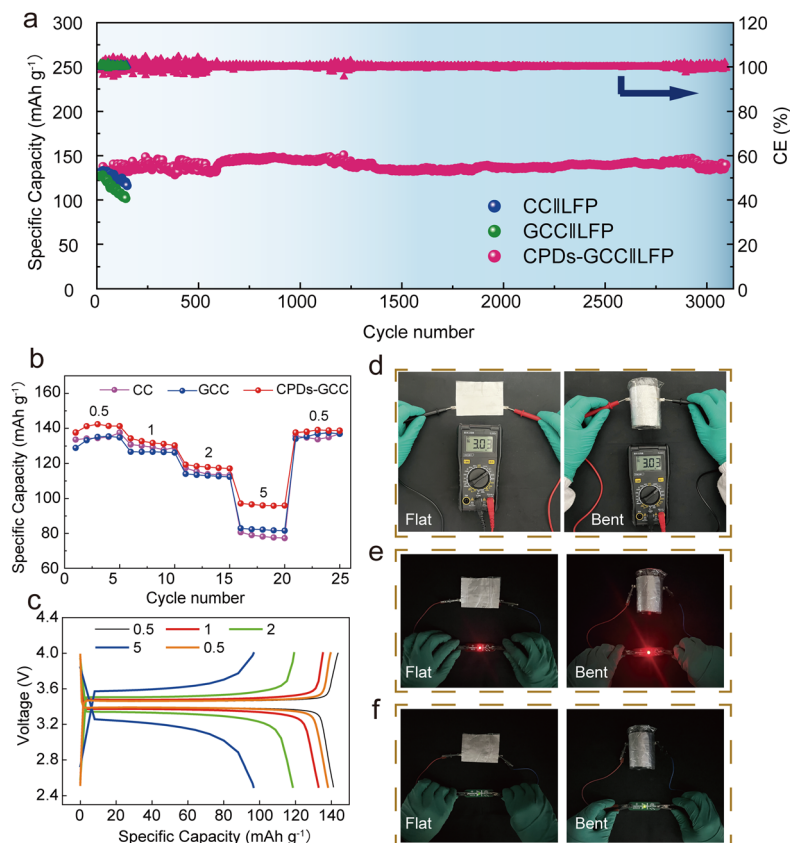 a
300
250
200
150
100
50
0
120
100
80
60
40
20
0
Specific Capacity (mAh g⁻¹)
CE (%)
CC||LFP
GCC||LFP
CPDs-GCC||LFP
0 500 1000 1500 2000 2500 3000
Cycle number
b
160
140
120
100
80
60
Specific Capacity (mAh g⁻¹)
CC GCC CPDs-GCC
0.5
1
2
5
0.5
0 5 10 15 20 25
Cycle number
c
4.4
4.0
3.6
3.2
2.8
2.4
Voltage (V)
0.5 1 2
5 0.5
0 20 40 60 80 100 120 140
Specific Capacity (mAh g⁻¹)
d
3.0
Flat
3.03
Bent
e
Flat
Bent
f
Flat
Bent